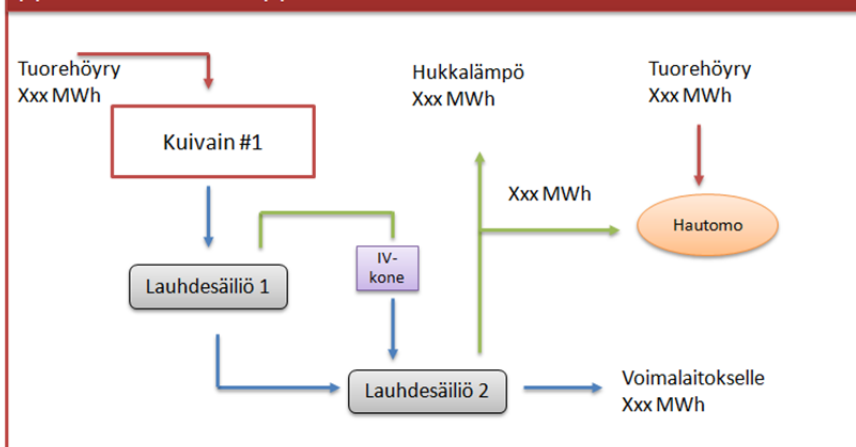 Tuorehöyry
Xxx MWh
Hukkalämpö
Xxx MWh
Tuorehöyry
Xxx MWh
Kuivain #1
Xxx MWh
Hautomo
IV-
kone
Lauhdesäiliö 1
Lauhdesäiliö 2
Voimalaitokselle
Xxx MWh